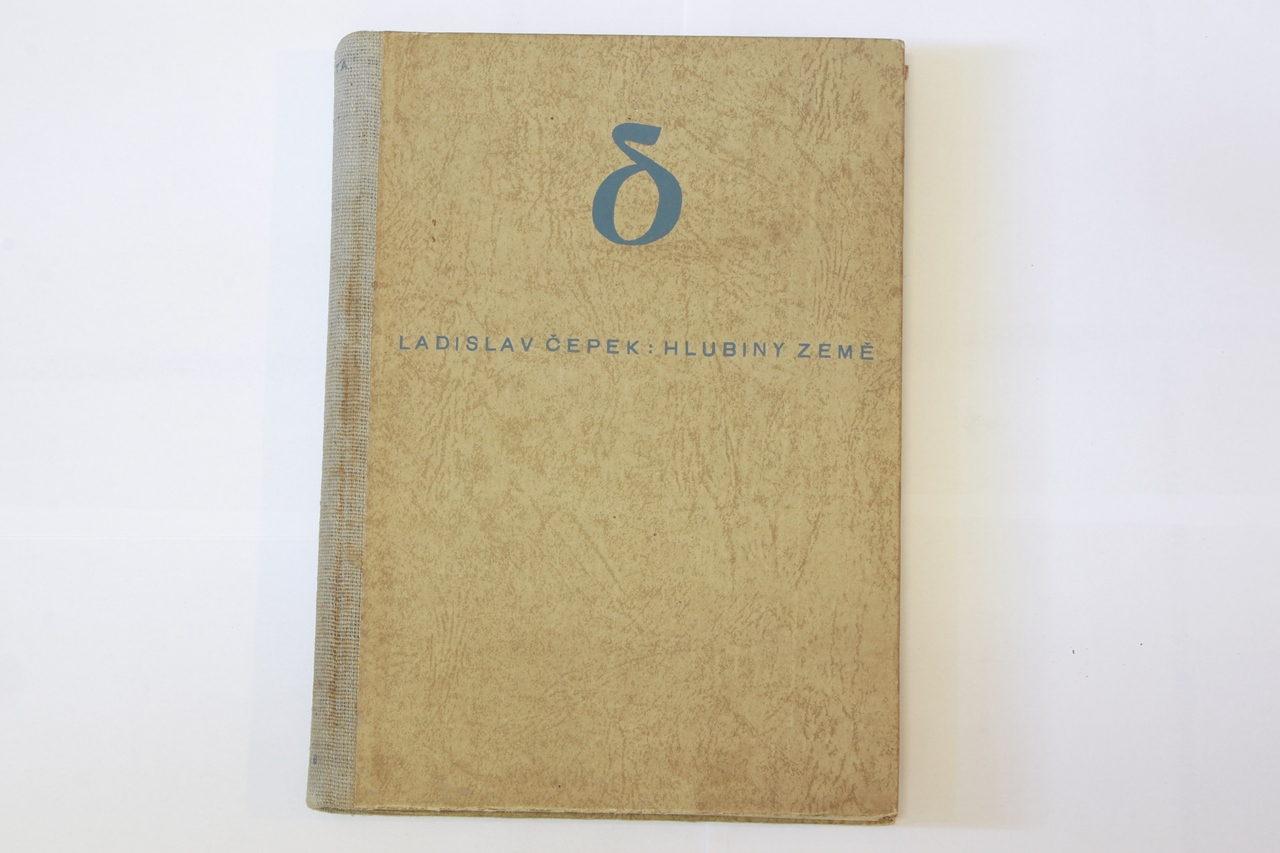 δ
LADISLAV ČEPEK: HLUBINY ZEMĚ